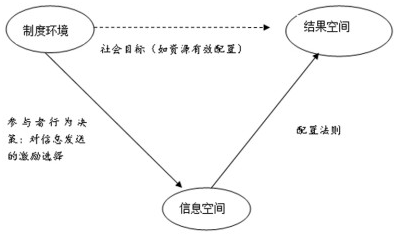 制度环境
结果空间
社会目标（如资源有效配置）
参与者行为决
策：对信息发送
的激励选择
配置法则
信息空间